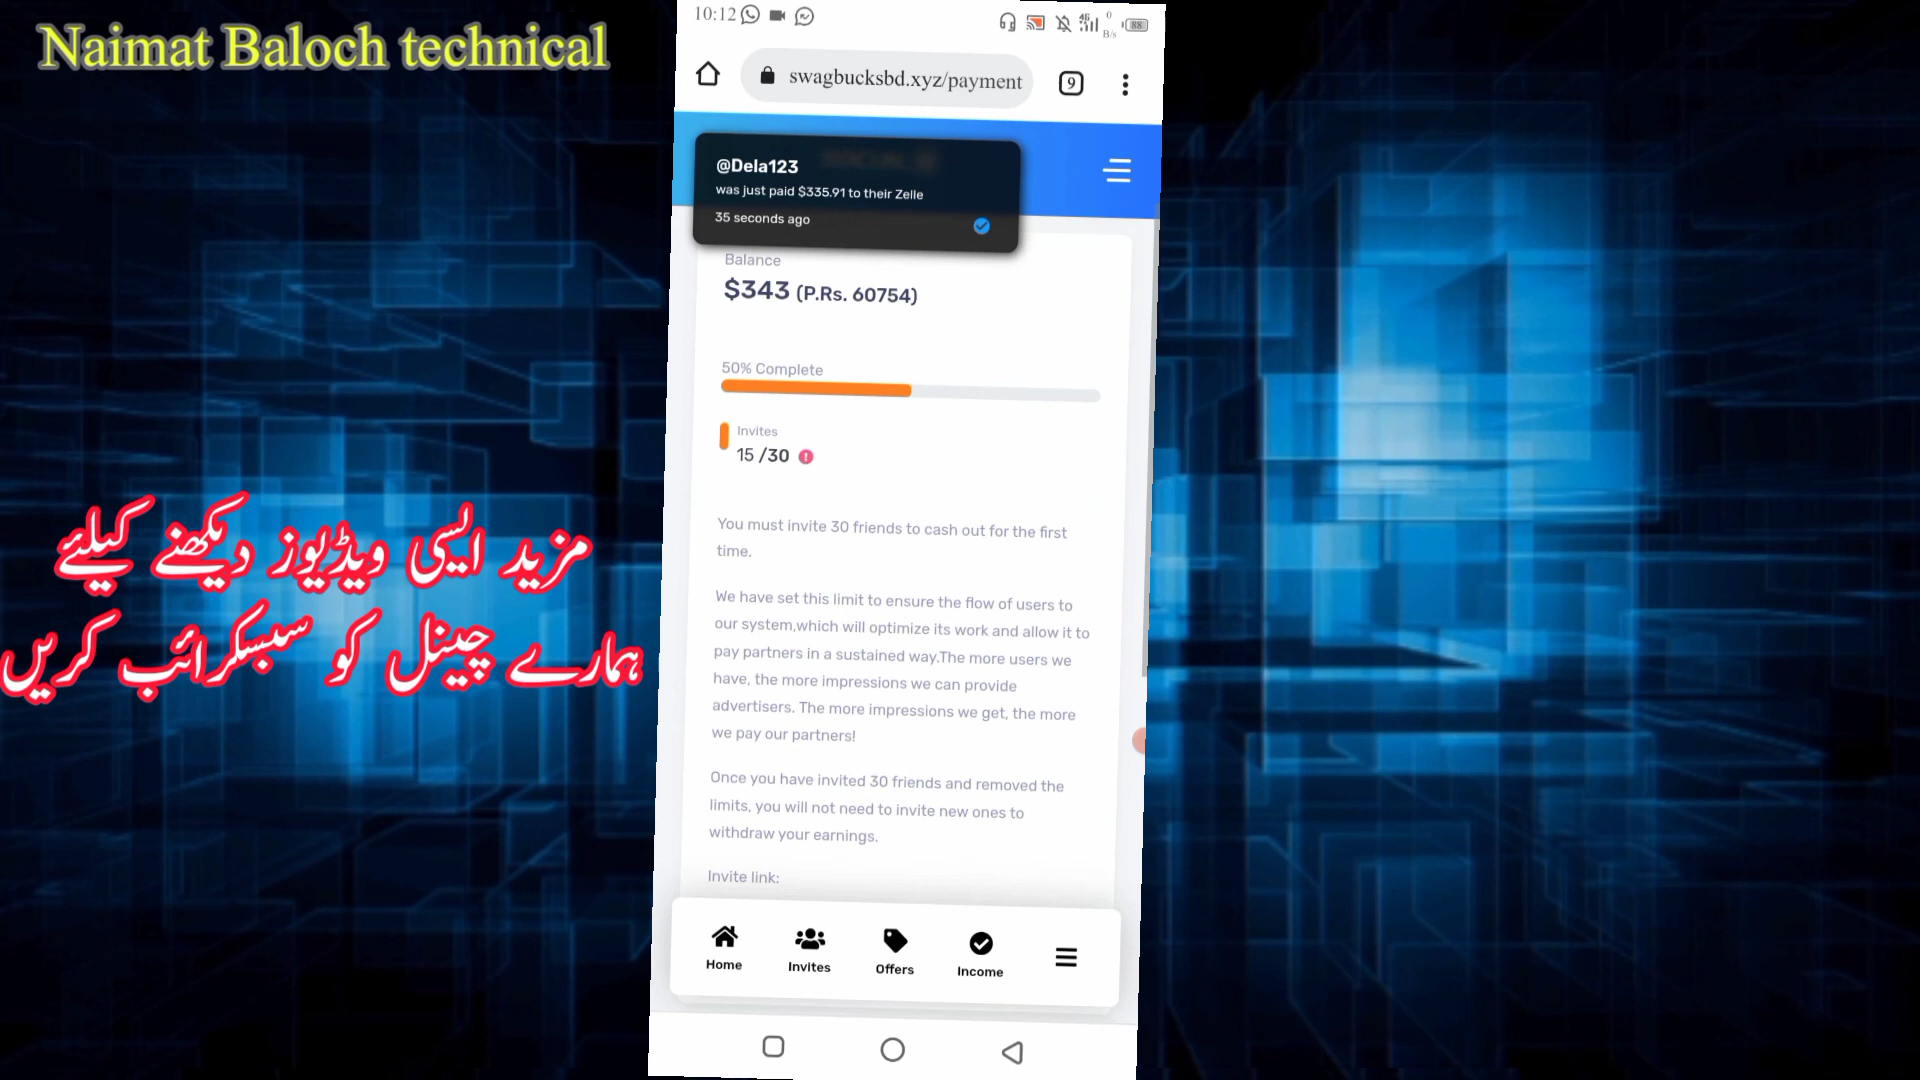 Naimat Baloch technical
10:12
4G
0
B/s
88
swagbucksbd.xyz/payment
9
@Dela123
was just paid $335.91 to their Zelle
35 seconds ago
Balance
$343 (P.Rs. 60754)
50% Complete
Invites
15 /30
You must invite 30 friends to cash out for the first
time.
We have set this limit to ensure the flow of users to
our system,which will optimize its work and allow it to
pay partners in a sustained way.The more users we
have, the more impressions we can provide
advertisers. The more impressions we get, the more
we pay our partners!
Once you have invited 30 friends and removed the
limits, you will not need to invite new ones to
withdraw your earnings.
Invite link:
Home
Invites
Offers
Income
مزید ایسی ویڈیوز دیکھنے کیلئے
ہمارے چینل کو سبسکرائب کریں